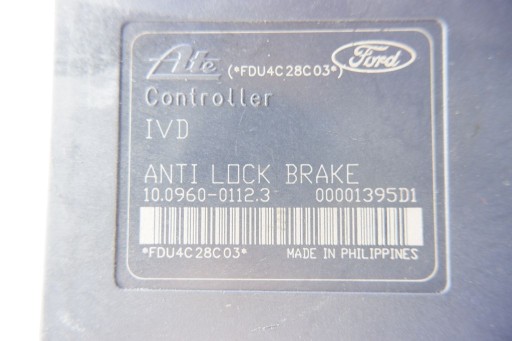 Ate (*FDU4C28C03*) Ford
Controller
IVD
ANTI LOCK BRAKE
10.0960-0112.3 00001395D1
*FDU4C28C03* MADE IN PHILIPPINES